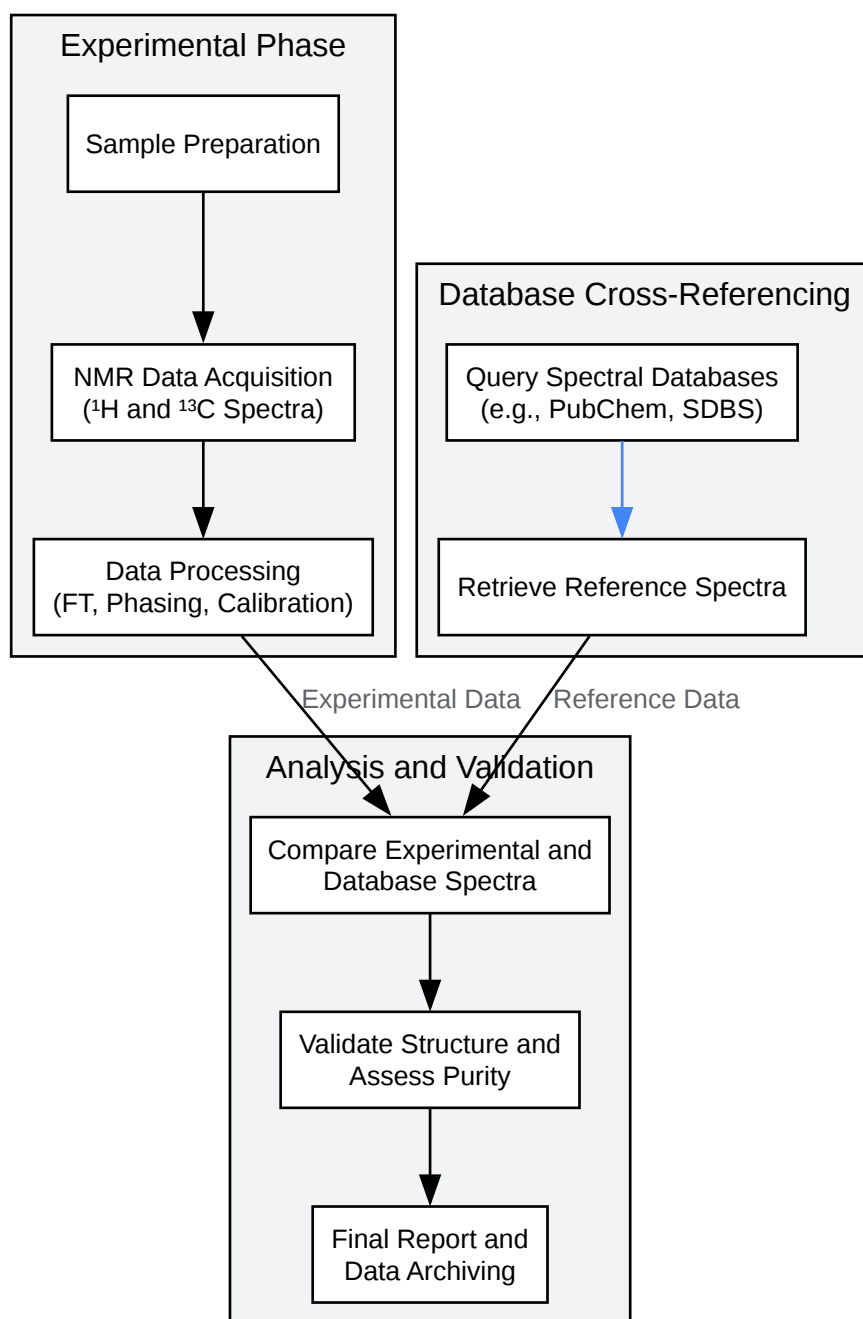 Experimental Phase
Sample Preparation
NMR Data Acquisition
(¹H and ¹³C Spectra)
Data Processing
(FT, Phasing, Calibration)
Database Cross-Referencing
Query Spectral Databases
(e.g., PubChem, SDBS)
Retrieve Reference Spectra
Experimental Data
Reference Data
Analysis and Validation
Compare Experimental and
Database Spectra
Validate Structure and
Assess Purity
Final Report and
Data Archiving